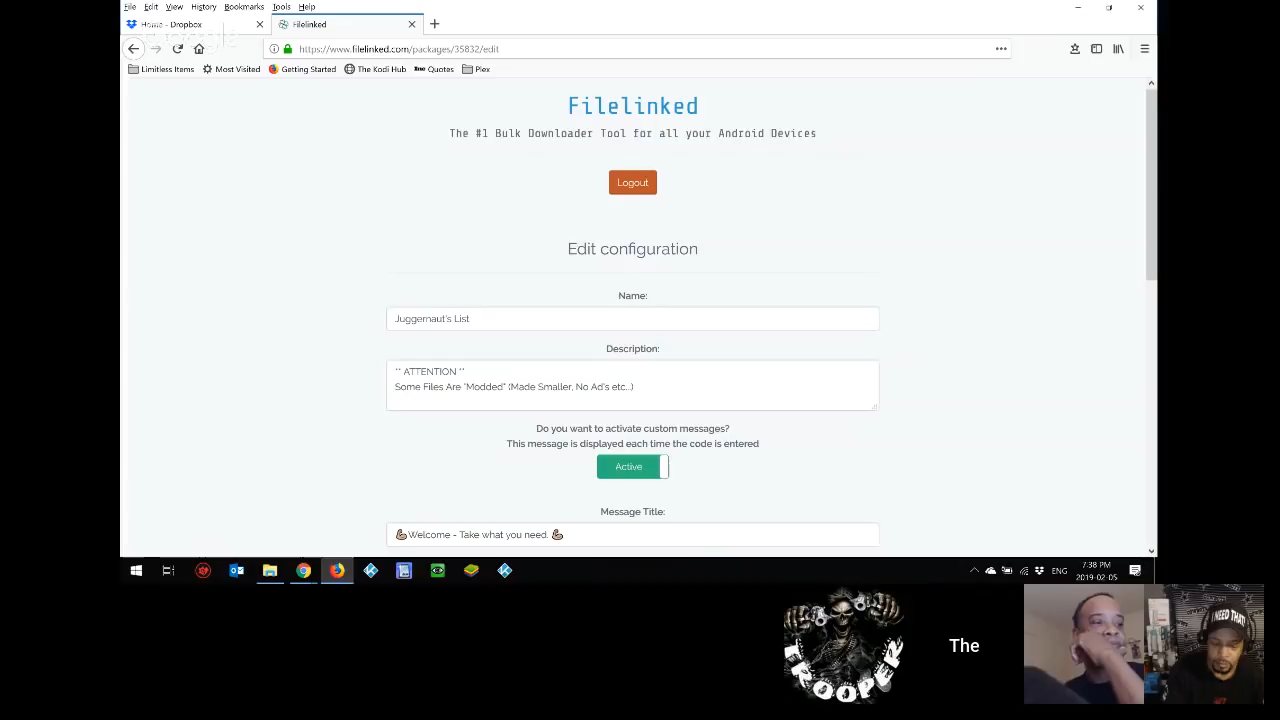 File Edit View History Bookmarks Tools Help
Home - Dropbox
Filelinked
https://www.filelinked.com/packages/35832/edit
Limitless Items Most Visited Getting Started The Kodi Hub Quotes Plex
Filelinked
The #1 Bulk Downloader Tool for all your Android Devices
Logout
Edit configuration
Name:
Juggernaut's List
Description:
** ATTENTION **
Some Files Are "Modded" (Made Smaller, No Ad's etc...)
Do you want to activate custom messages?
This message is displayed each time the code is entered
Active
Message Title:
💪Welcome - Take what you need. 💪
ENG
7:38 PM
2019-02-05
TROOPER
The
I NEED THAT!